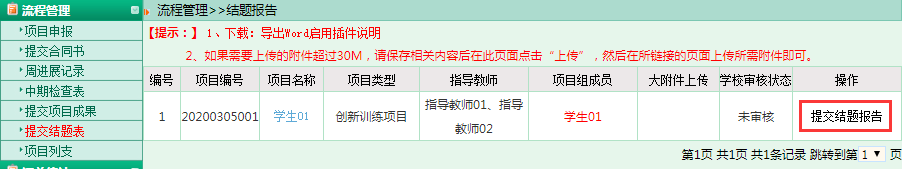 流程管理
项目申报
提交合同书
周进展记录
中期检查表
提交项目成果
提交结题表
项目列支
流程管理>>结题报告
【提示：】 1、下载：导出Word启用插件说明
2、如果需要上传的附件超过30M，请保存相关内容后在此页面点击“上传”，然后在所链接的页面上传所需附件即可。
编号 项目编号 项目名称 项目类型 指导教师 项目组成员 大附件上传 学校审核状态 操作
1 20200305001 学生01 创新训练项目 指导教师01、指导教师02 学生01 未审核 提交结题报告
第1页 共1页 共1条记录 跳转到第 1 页